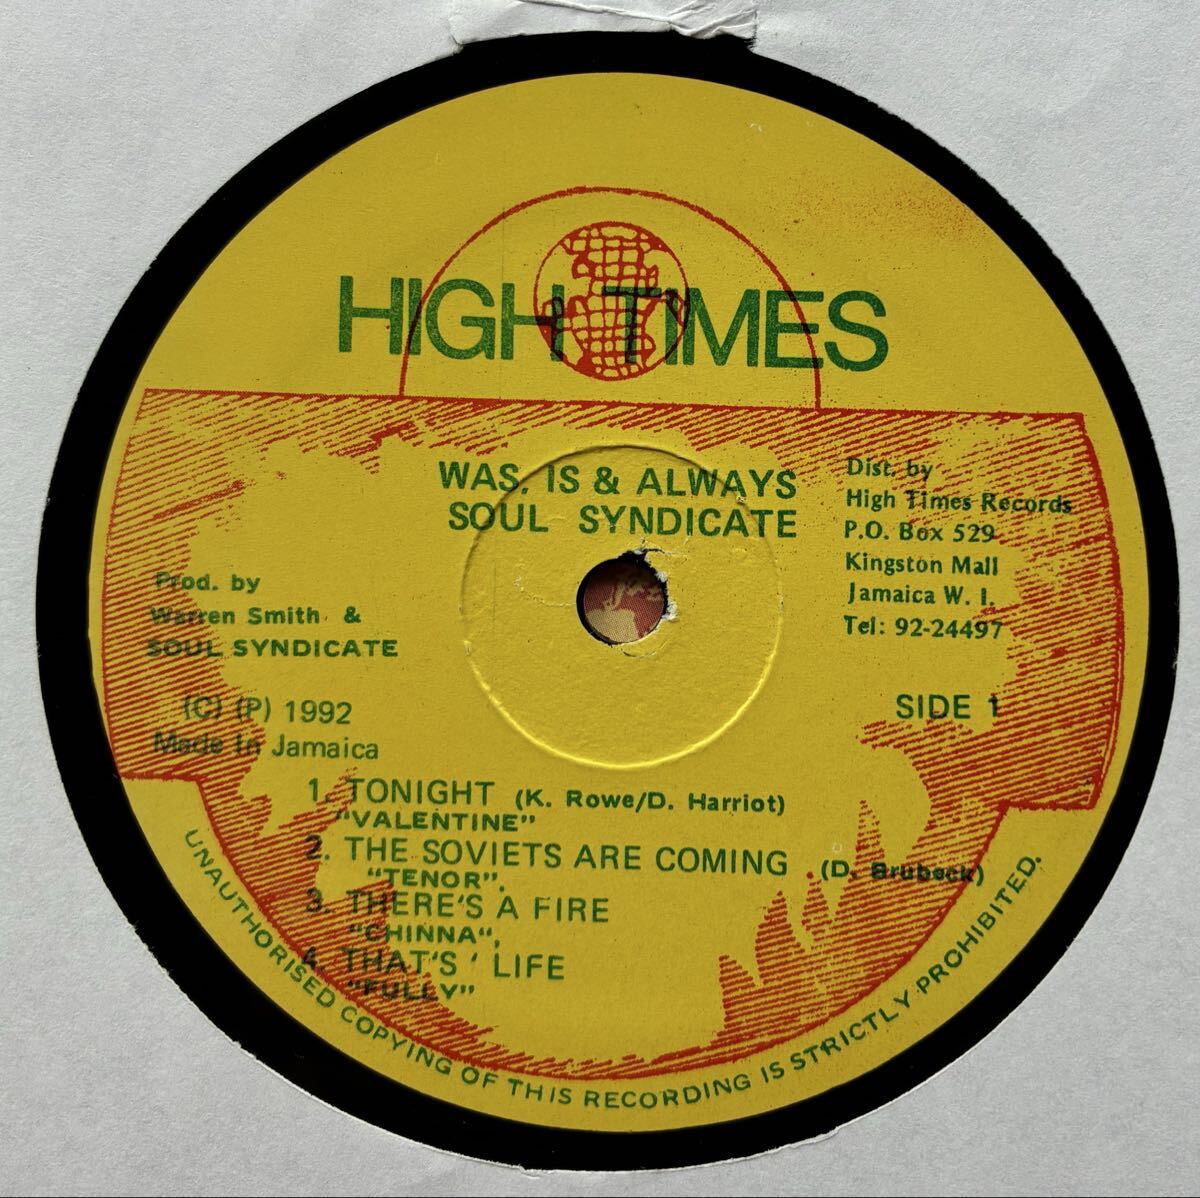 HIGH TIMES
WAS, IS & ALWAYS
SOUL SYNDICATE
Dist. by
High Times Records
P.O. Box 529
Kingston Mall
Jamaica W. I.
Tel: 92-24497
Prod. by
Warren Smith &
SOUL SYNDICATE
(C) (P) 1992
Made In Jamaica
SIDE 1
1. TONIGHT (K. Rowe/D. Harriot)
"VALENTINE"
2. THE SOVIETS ARE COMING (D. Brubeck)
"TENOR",
3. THERE'S A FIRE
"CHINNA",
4. THAT'S ' LIFE
"FULLY"
UNAUTHORISED COPYING OF THIS RECORDING IS STRICTLY PROHIBITED.